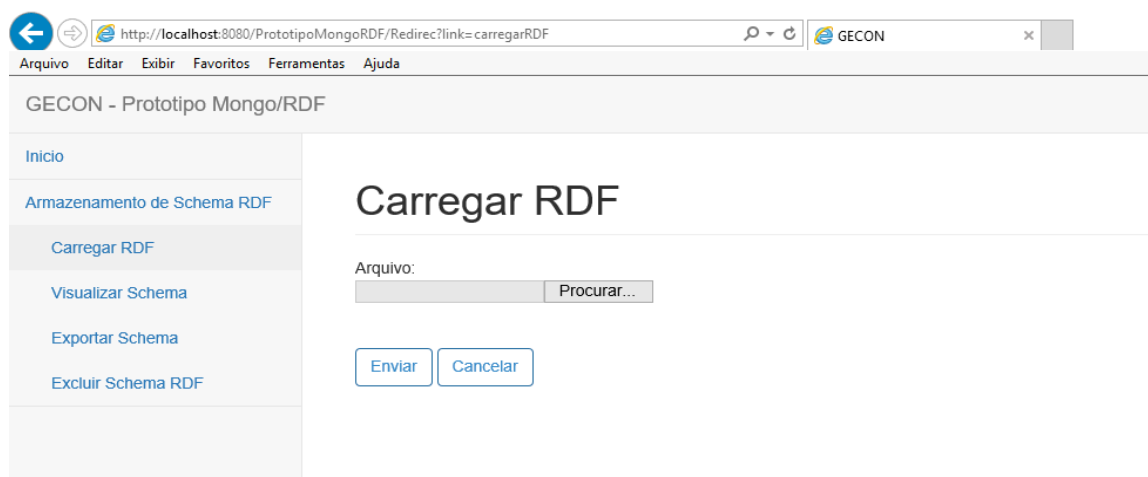 http://localhost:8080/PrototipoMongoRDF/Redirec?link=carregarRDF
GECON
Arquivo Editar Exibir Favoritos Ferramentas Ajuda
GECON - Prototipo Mongo/RDF
Inicio
Armazenamento de Schema RDF
Carregar RDF
Visualizar Schema
Exportar Schema
Excluir Schema RDF
Carregar RDF
Arquivo:
Procurar...
Enviar Cancelar